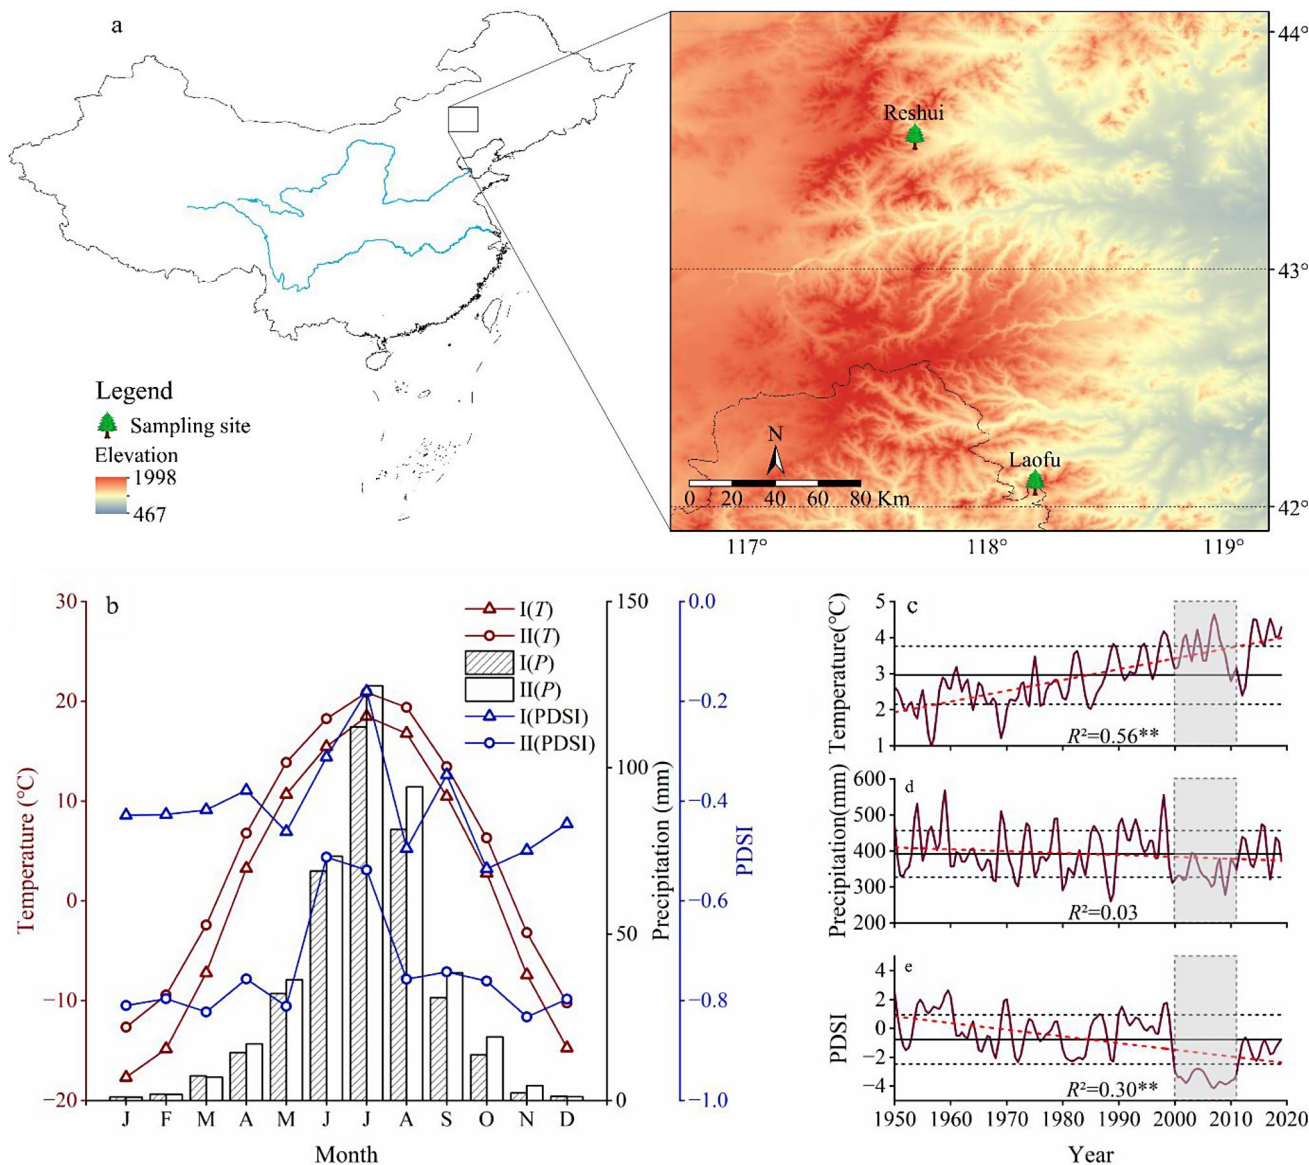 a
Legend
Sampling site
Elevation
1998
467
Reshui
Laofu
N
0 20 40 60 80 Km
44°
43°
42°
117° 118° 119°
b
30
20
10
0
−10
−20
Temperature (°C)
I(T)
II(T)
I(P)
II(P)
I(PDSI)
II(PDSI)
150
100
50
0
Precipitation (mm)
0.0
−0.2
−0.4
−0.6
−0.8
−1.0
PDSI
J F M A M J J A S O N D
Month
c
5
4
3
2
1
Temperature(°C)
R²=0.56**
d
600
500
400
300
200
Precipitation(mm)
R²=0.03
e
4
2
0
−2
−4
PDSI
R²=0.30**
1950 1960 1970 1980 1990 2000 2010 2020
Year